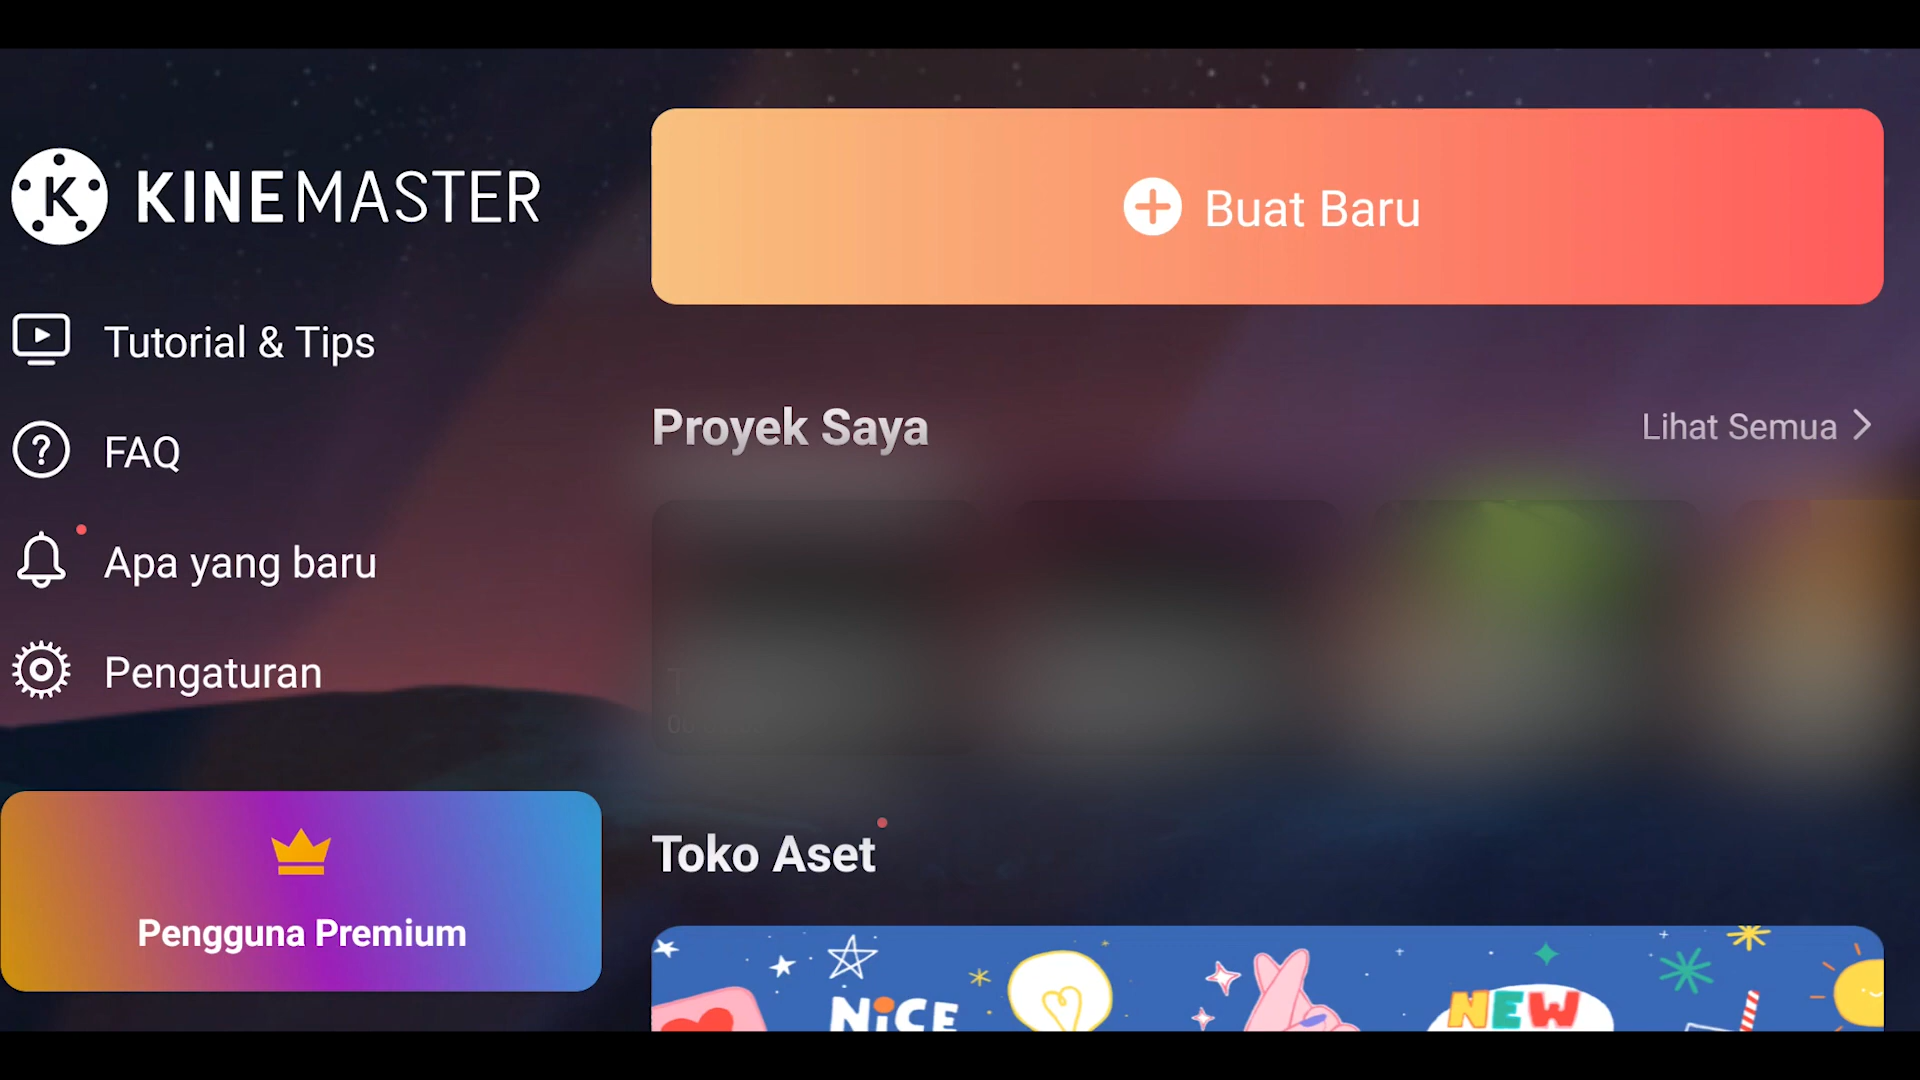 K KINEMASTER
Tutorial & Tips
FAQ
Apa yang baru
Pengaturan
Pengguna Premium
Buat Baru
Proyek Saya
Lihat Semua
Toko Aset
NiCE
NEW